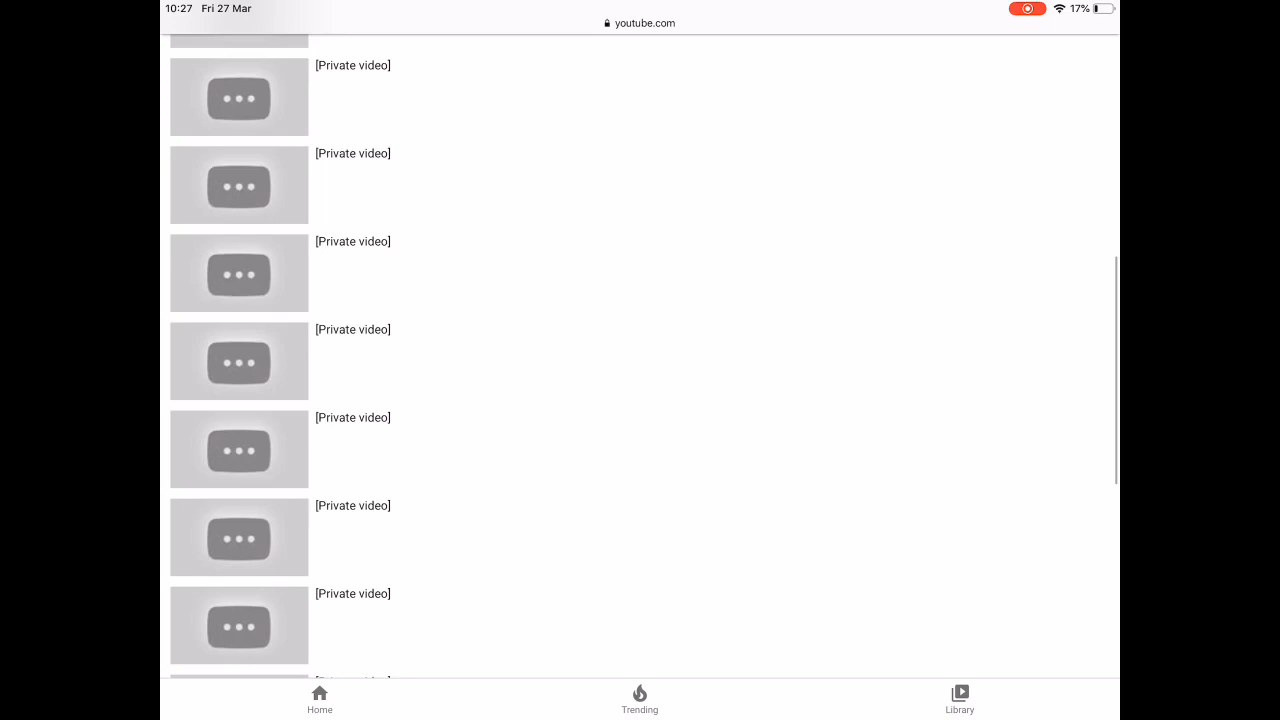 10:27 Fri 27 Mar
17%
youtube.com
[Private video]
[Private video]
[Private video]
[Private video]
[Private video]
[Private video]
[Private video]
Home
Trending
Library